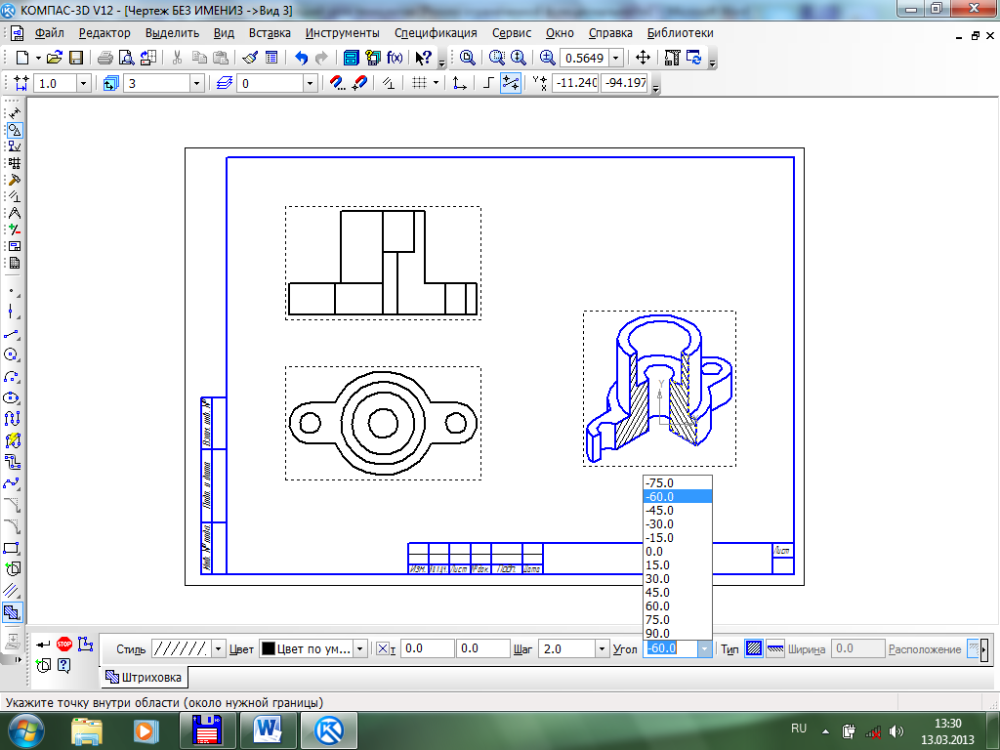 КОМПАС-3D V12 - [Чертеж БЕЗ ИМЕНИ3 ->Вид 3]
Файл Редактор Выделить Вид Вставка Инструменты Спецификация Сервис Окно Справка Библиотеки
f(x) 0.5649
1.0 3 0 -11.240 -94.197
Y
-75.0
-60.0
-45.0
-30.0
-15.0
0.0
15.0
30.0
45.0
60.0
75.0
90.0
Лист
Изм. Лист Дата
STOP Стиль Цвет Цвет по ум... т 0.0 0.0 Шаг 2.0 Угол -60.0 Тип Ширина 0.0 Расположение
Штриховка
Укажите точку внутри области (около нужной границы)
RU 13:30
13.03.2013